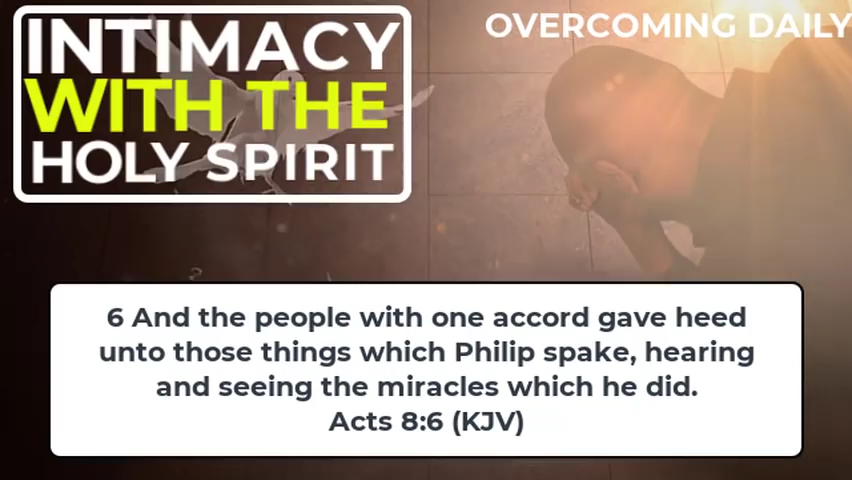 INTIMACY
WITH THE
HOLY SPIRIT
OVERCOMING DAILY
6 And the people with one accord gave heed
unto those things which Philip spake, hearing
and seeing the miracles which he did.
Acts 8:6 (KJV)